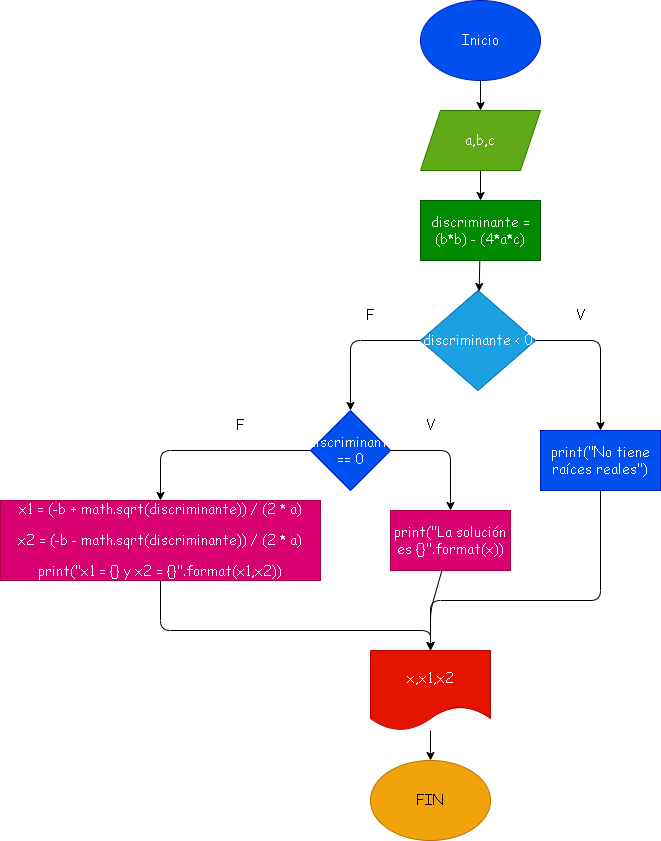 Inicio
a,b,c
discriminante =
(b*b) - (4*a*c)
F
V
discriminante < 0
F
V
discriminant
== 0
print("No tiene
raíces reales")
x1 = (-b + math.sqrt(discriminante)) / (2 * a)
x2 = (-b - math.sqrt(discriminante)) / (2 * a)
print("x1 = {} y x2 = {}".format(x1,x2))
print("La solución
es {}".format(x))
x,x1,x2
FIN